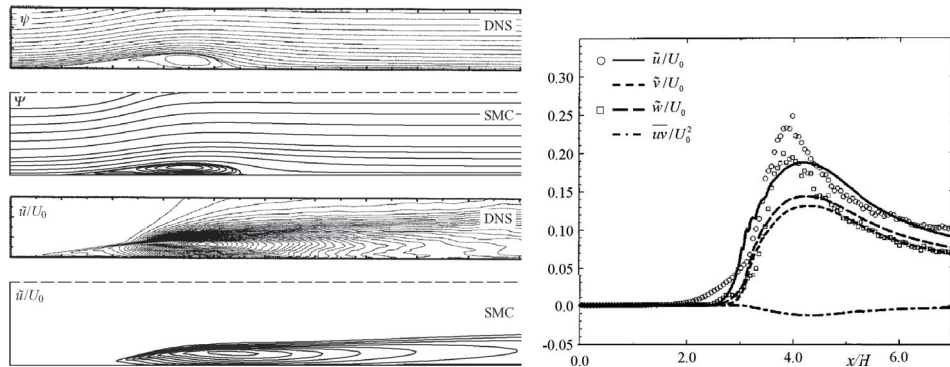 ψ
DNS
Ψ
SMC
ũ/U₀
DNS
ũ/U₀
SMC
0.30
0.25
0.20
0.15
0.10
0.05
0.0
-0.05
ũ/U₀
ṽ/U₀
w̃/U₀
u̅v̅/U₀²
0.0
2.0
4.0
x/H
6.0